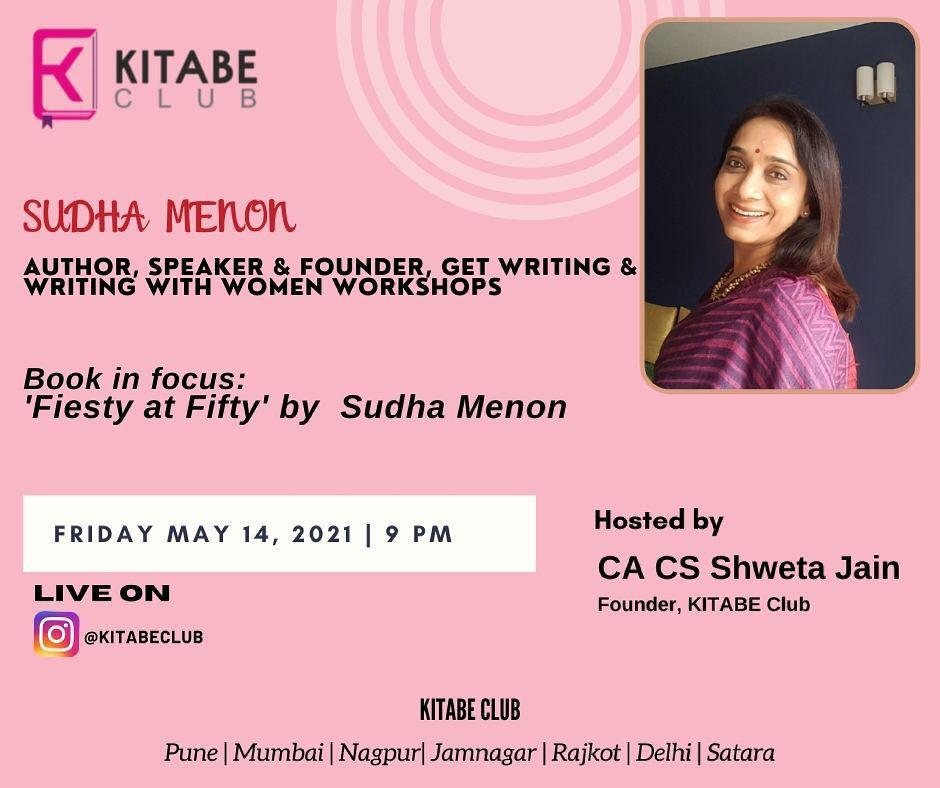 KITABE
CLUB
SUDHA MENON
AUTHOR, SPEAKER & FOUNDER, GET WRITING &
WRITING WITH WOMEN WORKSHOPS
Book in focus:
'Fiesty at Fifty' by Sudha Menon
FRIDAY MAY 14, 2021 | 9 PM
LIVE ON
@KITABECLUB
Hosted by
CA CS Shweta Jain
Founder, KITABE Club
KITABE CLUB
Pune | Mumbai | Nagpur| Jamnagar | Rajkot | Delhi | Satara